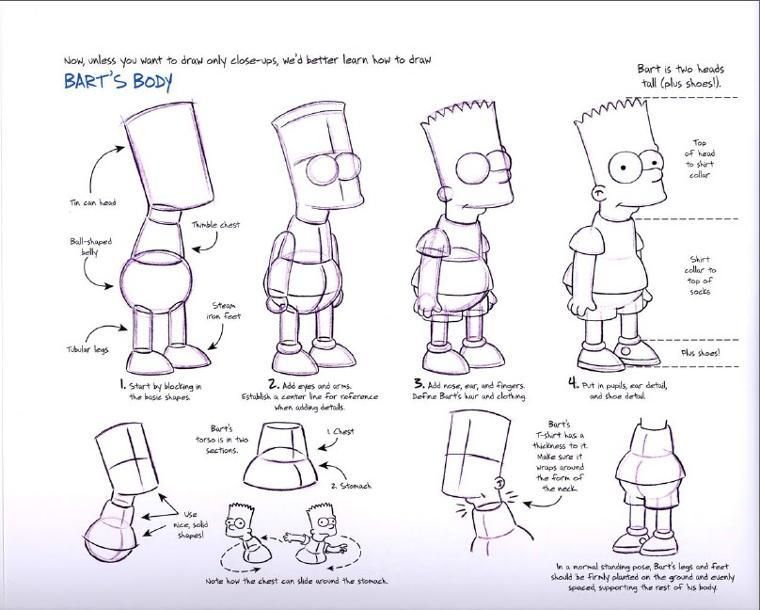 Now, unless you want to draw only close-ups, we'd better learn how to draw
BART'S BODY
Bart is two heads
tall (plus shoes!).
Tin can head
Thimble chest
Ball-shaped
belly
Steam
iron feet
Tubular legs
Top
of head
to shirt
collar
Shirt
collar to
top of
socks
Plus shoes!
1. Start by blocking in
the basic shapes.
2. Add eyes and arms.
Establish a center line for reference
when adding details.
3. Add nose, ear, and fingers.
Define Bart's hair and clothing.
4. Put in pupils, ear detail,
and shoe detail.
Use
nice, solid
shapes!
Bart's
torso is in two
sections.
1. Chest
2. Stomach
Note how the chest can slide around the stomach.
Bart's
T-shirt has a
thickness to it.
Make sure it
wraps around
the form of
the neck.
In a normal standing pose, Bart's legs and feet
should be firmly planted on the ground and evenly
spaced, supporting the rest of his body.